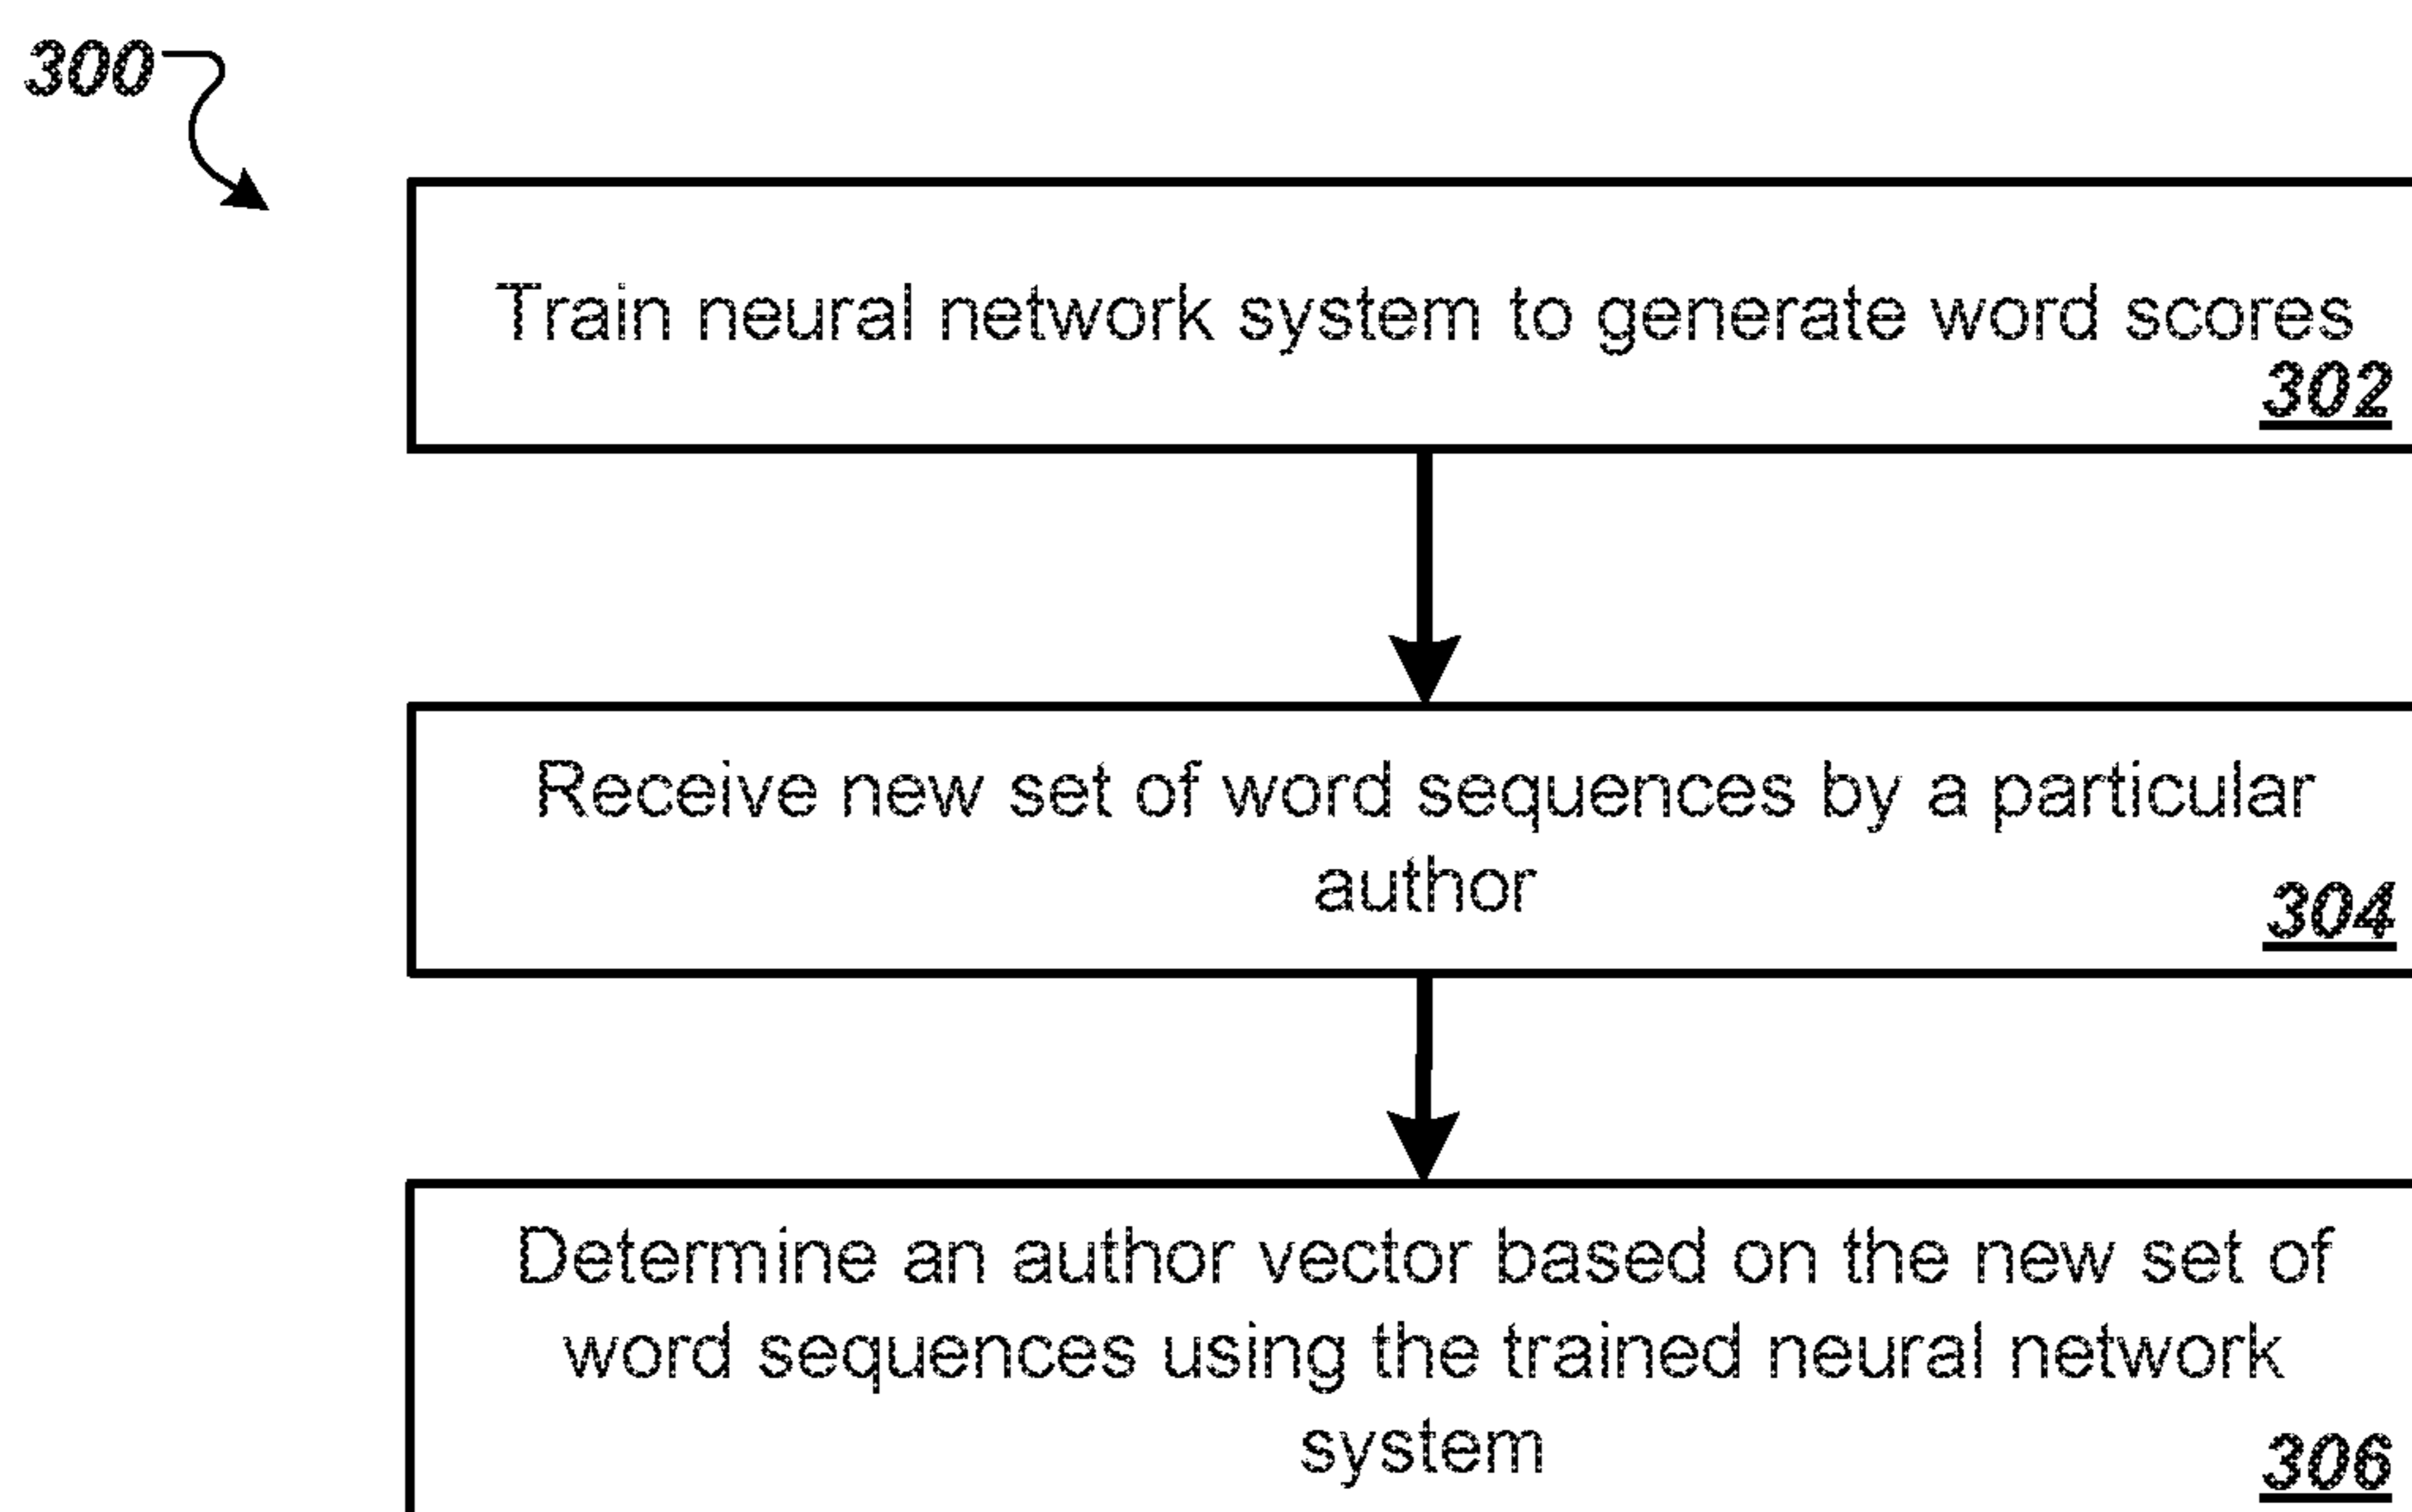 300
Train neural network system to generate word scores
302
Receive new set of word sequences by a particular
author
304
Determine an author vector based on the new set of
word sequences using the trained neural network
system
306